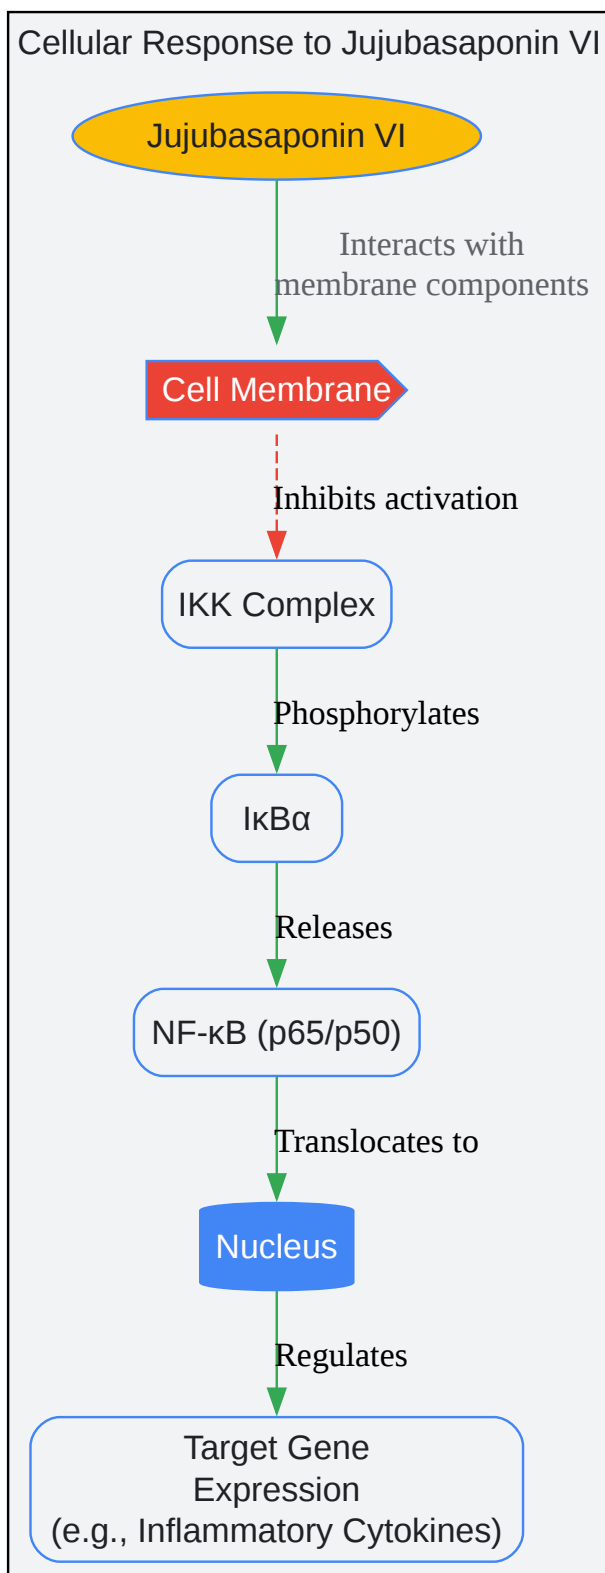 Cellular Response to Jujubasaponin VI
Jujubasaponin VI
Interacts with
membrane components
Cell Membrane
Inhibits activation
IKK Complex
Phosphorylates
IκBα
Releases
NF-κB (p65/p50)
Translocates to
Nucleus
Regulates
Target Gene
Expression
(e.g., Inflammatory Cytokines)